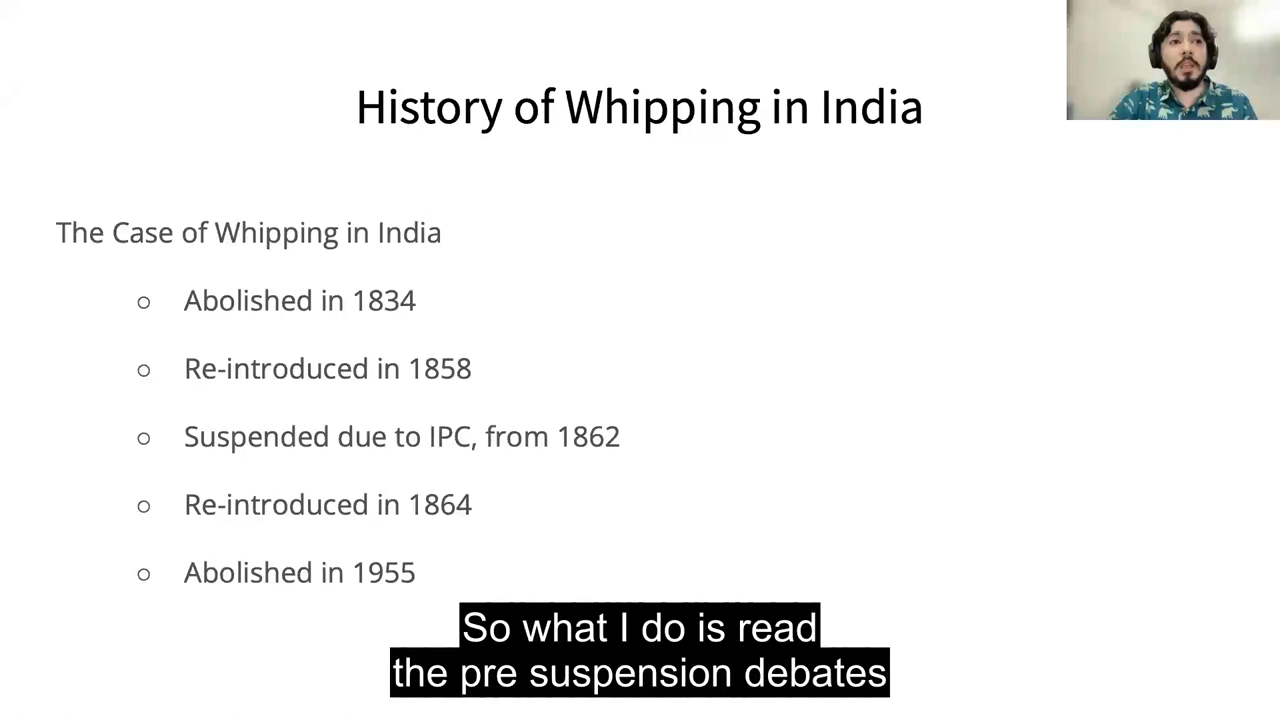 History of Whipping in India
The Case of Whipping in India
○ Abolished in 1834
○ Re-introduced in 1858
○ Suspended due to IPC, from 1862
○ Re-introduced in 1864
○ Abolished in 1955
So what I do is read
the pre suspension debates